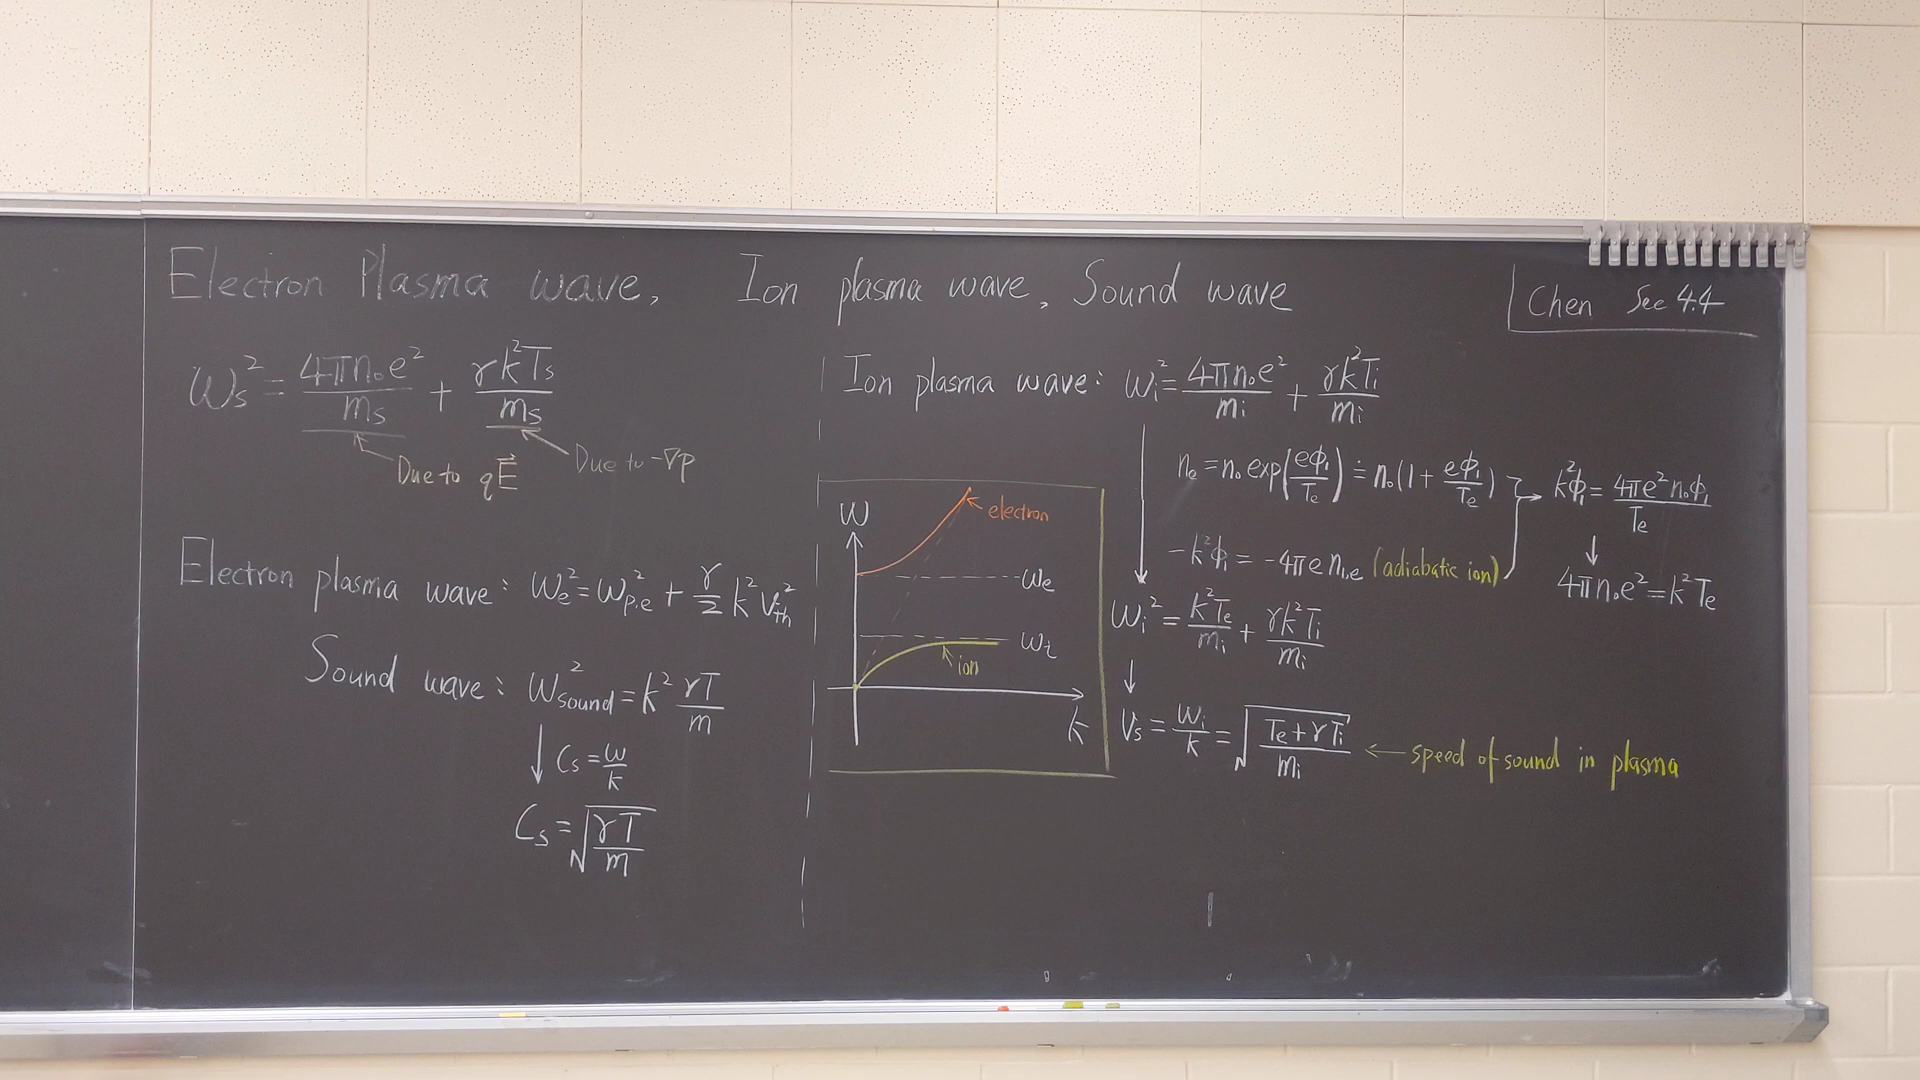 Electron Plasma wave, Ion plasma wave, Sound wave
Chen Sec 4.4
ωs² = 4πn₀e²/ms + γk²Ts/ms
Due to qE⃗
Due to -∇p
Electron plasma wave: ωe² = ωp,e² + γ/2 k² Vth²
Sound wave: ωsound² = k² γT/m
Cs = ω/k
Cs = √(γT/m)
Ion plasma wave: ωi² = 4πn₀e²/mi + γk²Ti/mi
ne = n₀ exp(eϕ₁/Te) ≐ n₀(1 + eϕ₁/Te)
-k²ϕ₁ = -4πe n₁,e (adiabatic ion)
k²ϕ₁ = 4πe²n₀ϕ₁/Te
4πn₀e² = k²Te
ωi² = k²Te/mi + γk²Ti/mi
Vs = ωi/k = √((Te + γTi)/mi) ← speed of sound in plasma
ω
electron
ωe
ωi
ion
k